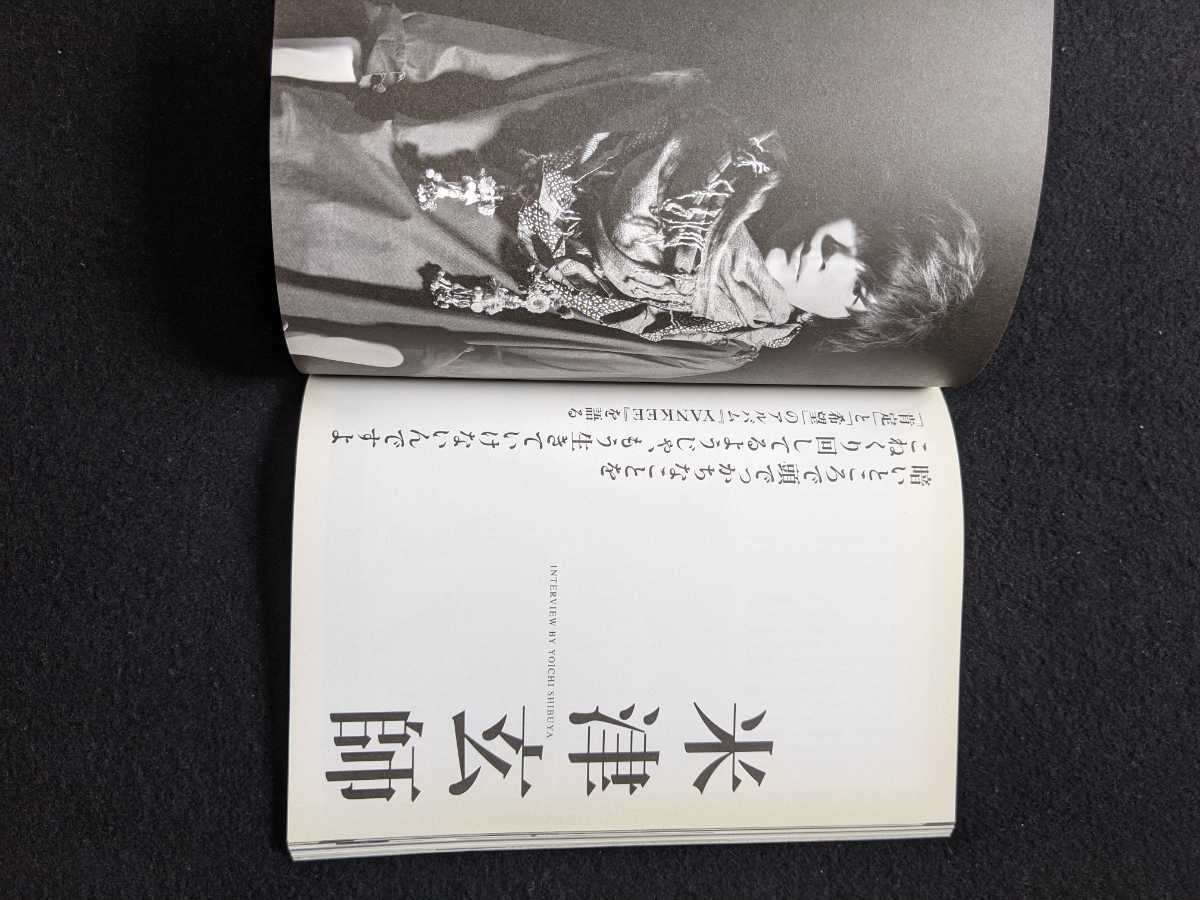 「肯定」と「希望」のアルバム『YANKEE』を語る
暗いところで頭でっかちなことを
こねくり回してるようじゃ、もう生きていけないんですよ
INTERVIEW BY YOICHI SHIBUYA
米津玄師